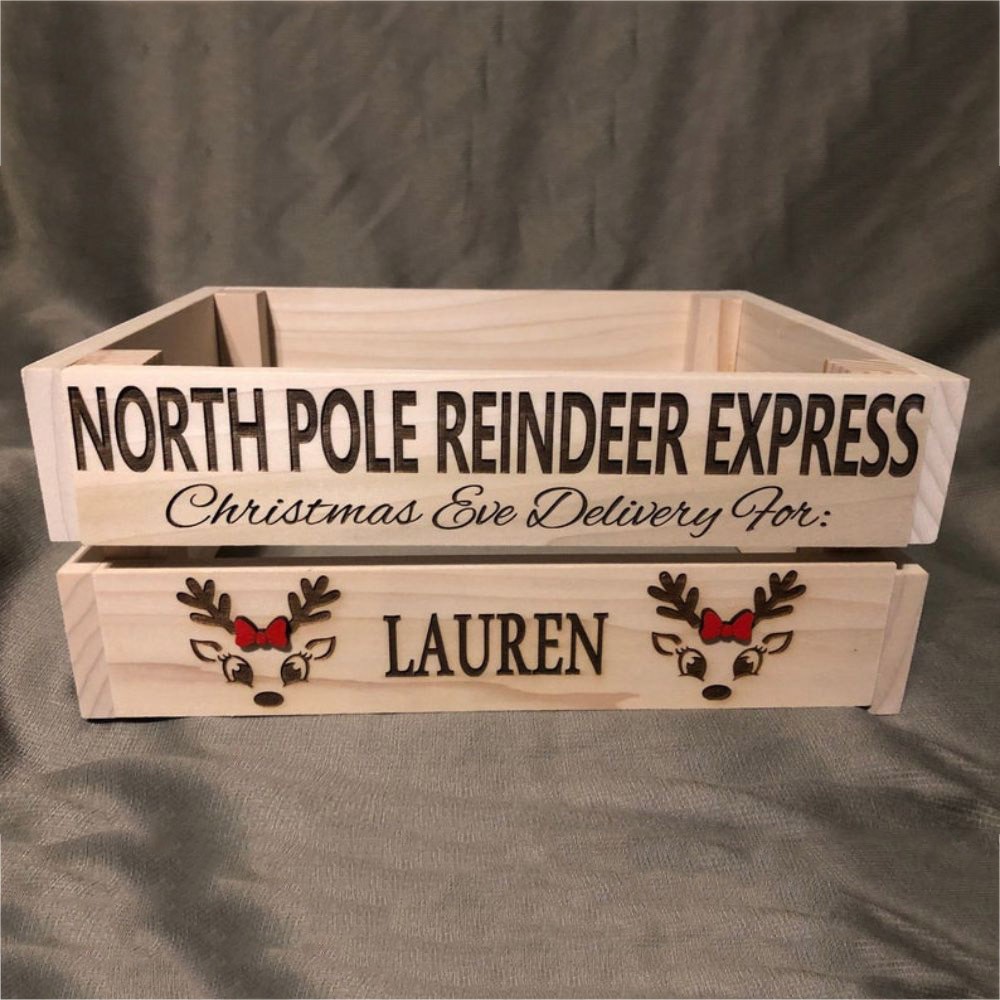 NORTH POLE REINDEER EXPRESS
Christmas Eve Delivery For:
LAUREN